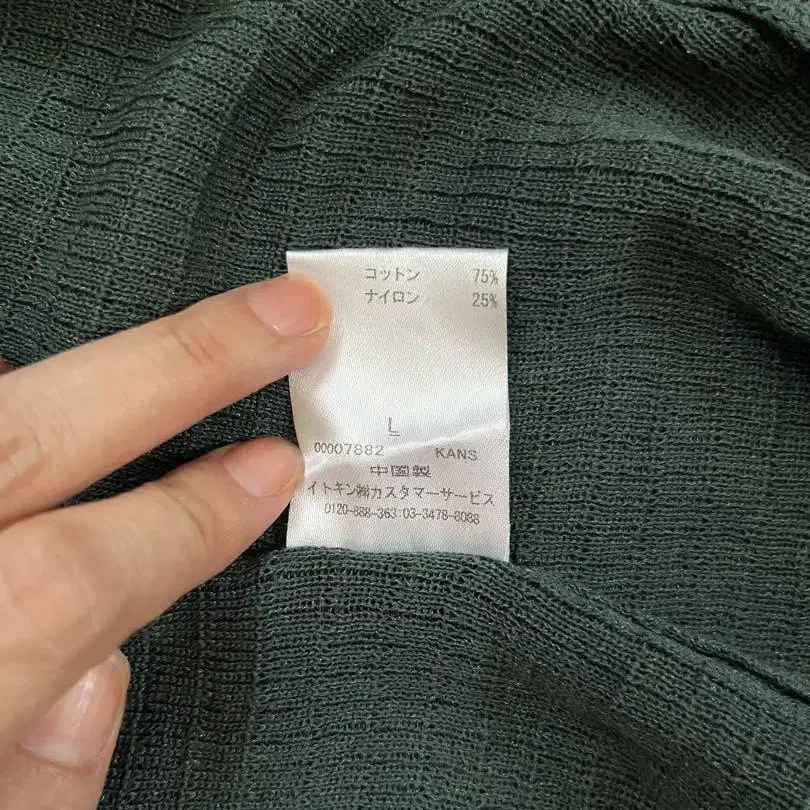 コットン 75%
ナイロン 25%
L
00007882 KANS
中国製
イトキン㈱カスタマーサービス
0120-888-363:03-3478-8088